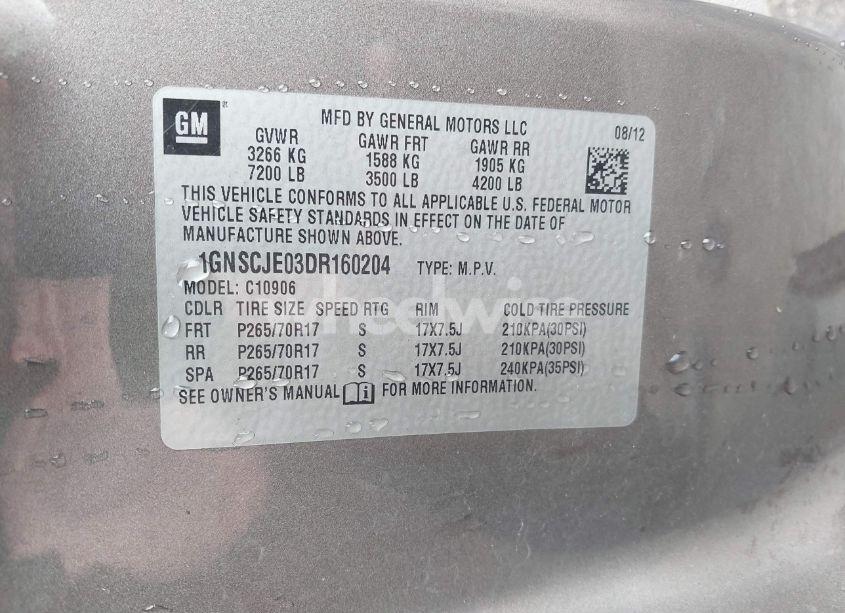 GM
MFD BY GENERAL MOTORS LLC
08/12
GVWR GAWR FRT GAWR RR
3266 KG 1588 KG 1905 KG
7200 LB 3500 LB 4200 LB
THIS VEHICLE CONFORMS TO ALL APPLICABLE U.S. FEDERAL MOTOR
VEHICLE SAFETY STANDARDS IN EFFECT ON THE DATE OF
MANUFACTURE SHOWN ABOVE.
1GNSCJE03DR160204 TYPE: M.P.V.
MODEL: C10906
CDLR TIRE SIZE SPEED RTG RIM COLD TIRE PRESSURE
FRT P265/70R17 S 17X7.5J 210KPA(30PSI)
RR P265/70R17 S 17X7.5J 210KPA(30PSI)
SPA P265/70R17 S 17X7.5J 240KPA(35PSI)
SEE OWNER'S MANUAL FOR MORE INFORMATION.